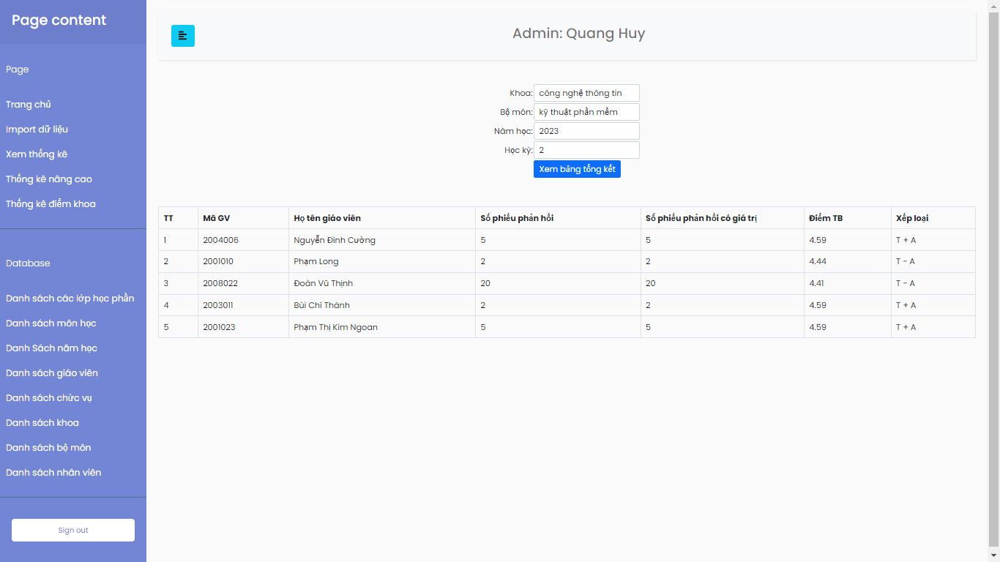 Page content
Page
Trang chủ
Import dữ liệu
Xem thống kê
Thống kê nâng cao
Thống kê điểm khoa
Database
Danh sách các lớp học phần
Danh sách môn học
Danh Sách năm học
Danh sách giáo viên
Danh sách chức vụ
Danh sách khoa
Danh sách bộ môn
Danh sách nhân viên
Sign out
Admin: Quang Huy
Khoa: công nghệ thông tin
Bộ môn: kỹ thuật phần mềm
Năm học: 2023
Học kỳ: 2
Xem bảng tổng kết
TT Mã GV Họ tên giáo viên Số phiếu phản hồi Số phiếu phản hồi có giá trị Điểm TB Xếp loại
1 2004006 Nguyễn Đình Cường 5 5 4.59 T + A
2 2001010 Phạm Long 2 2 4.44 T - A
3 2008022 Đoàn Vũ Thịnh 20 20 4.41 T - A
4 2003011 Bùi Chí Thành 2 2 4.59 T + A
5 2001023 Phạm Thị Kim Ngoan 5 5 4.59 T + A